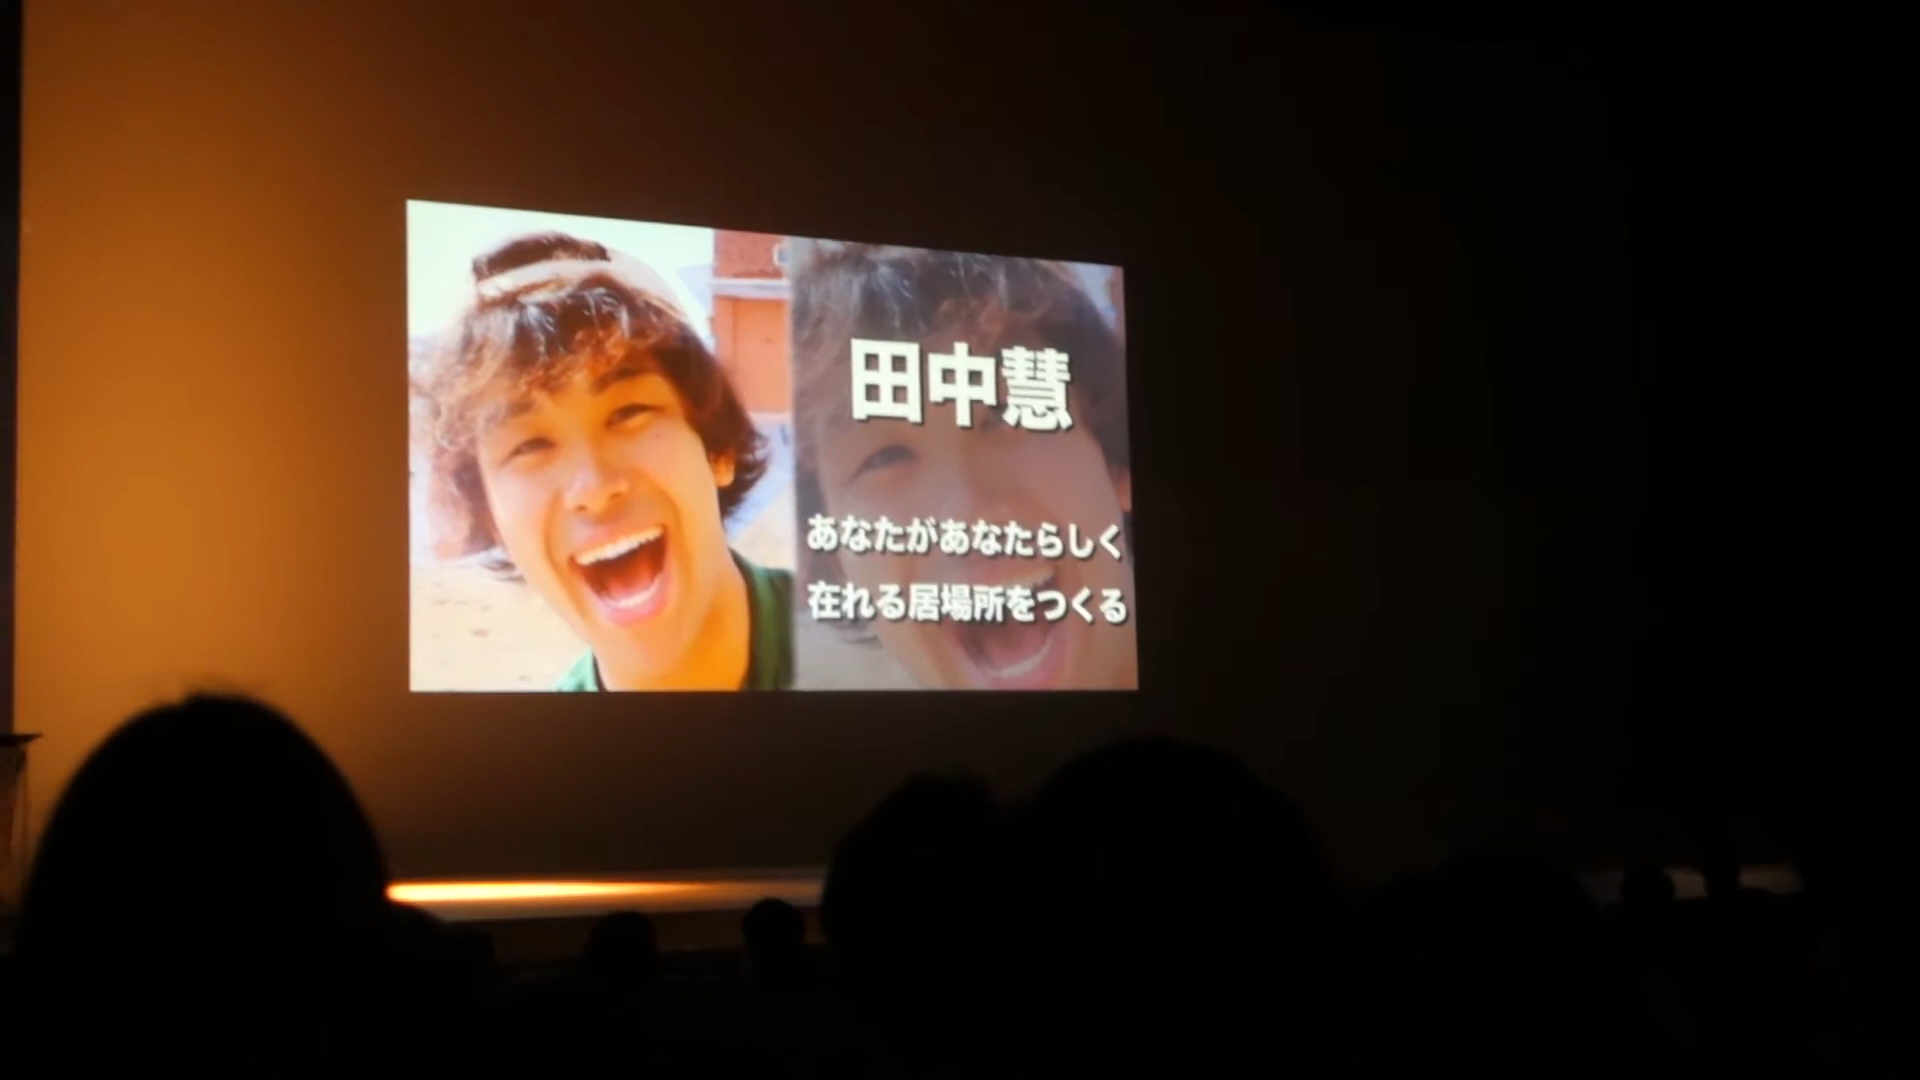 田中慧
あなたがあなたらしく
在れる居場所をつくる